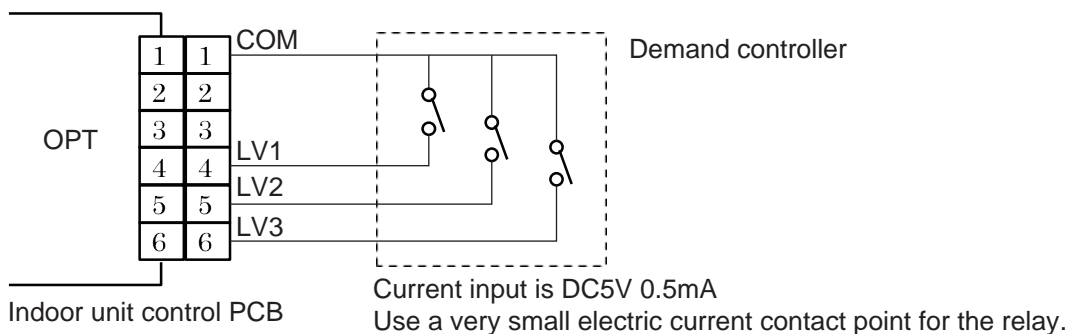 COM
Demand controller
1 1
2 2
3 3
OPT
LV1
4 4
LV2
5 5
LV3
6 6
Indoor unit control PCB
Current input is DC5V 0.5mA
Use a very small electric current contact point for the relay.